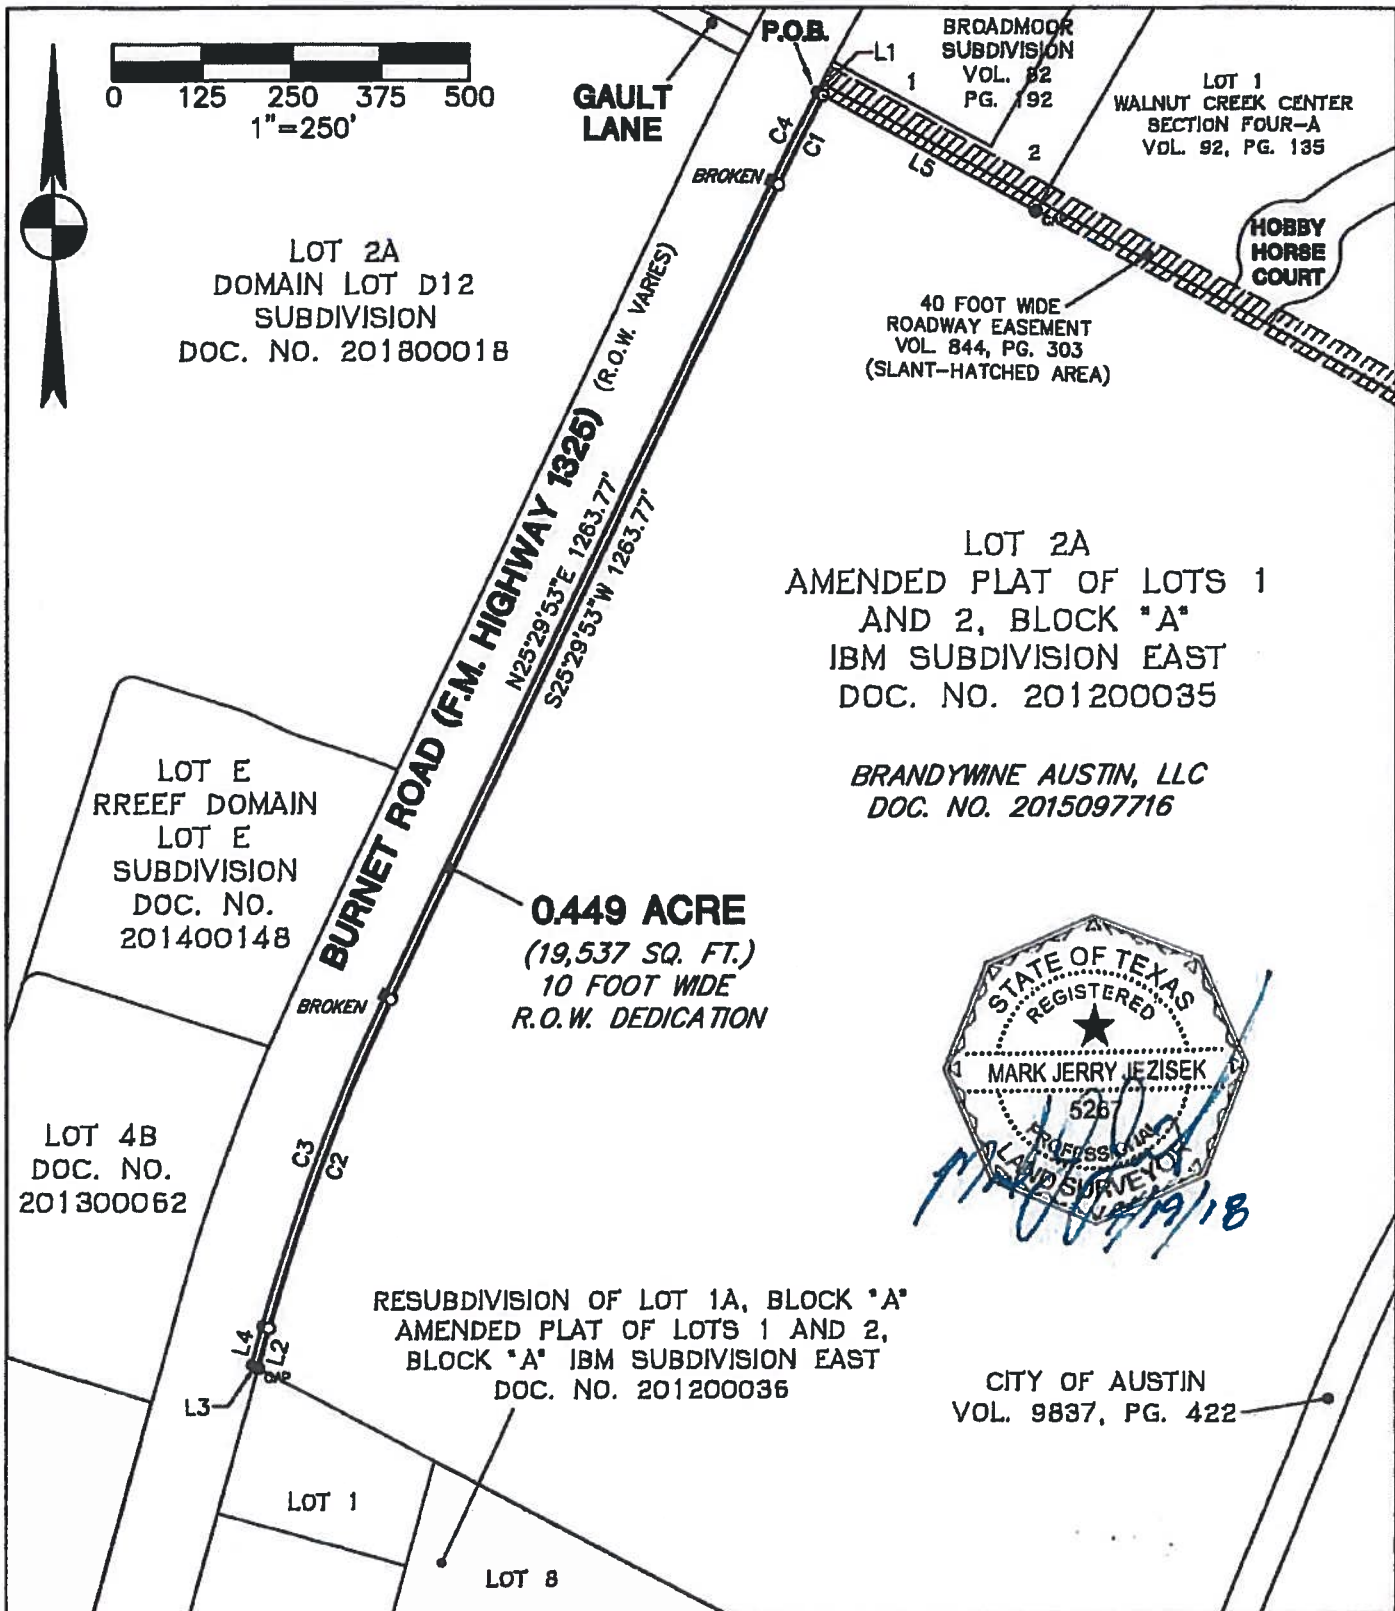 0 125 250 375 500
1"=250'
GAULT
LANE
P.O.B.
L1
BROADMOOR
SUBDIVISION
VOL. 92
PG. 192
1
2
LOT 1
WALNUT CREEK CENTER
SECTION FOUR-A
VOL. 92, PG. 135
C4
C1
BROKEN
L5
CAP
HOBBY
HORSE
COURT
LOT 2A
DOMAIN LOT D12
SUBDIVISION
DOC. NO. 201800018
40 FOOT WIDE
ROADWAY EASEMENT
VOL 844, PG. 303
(SLANT-HATCHED AREA)
BURNET ROAD (F.M. HIGHWAY 1325) (R.O.W. VARIES)
N25°29'53"E 1263.77'
S25°29'53"W 1263.77'
LOT 2A
AMENDED PLAT OF LOTS 1
AND 2, BLOCK "A"
IBM SUBDIVISION EAST
DOC. NO. 201200035
BRANDYWINE AUSTIN, LLC
DOC. NO. 2015097716
LOT E
RREEF DOMAIN
LOT E
SUBDIVISION
DOC. NO.
201400148
0.449 ACRE
(19,537 SQ. FT.)
10 FOOT WIDE
R.O.W. DEDICATION
BROKEN
STATE OF TEXAS
REGISTERED
MARK JERRY JEZISEK
5267
PROFESSIONAL
LAND SURVEYOR
/19/18
LOT 4B
DOC. NO.
201300062
C3
C2
RESUBDIVISION OF LOT 1A, BLOCK "A"
AMENDED PLAT OF LOTS 1 AND 2,
BLOCK "A" IBM SUBDIVISION EAST
DOC. NO. 201200036
L4
L2
CAP
L3
CITY OF AUSTIN
VOL. 9837, PG. 422
LOT 1
LOT 8